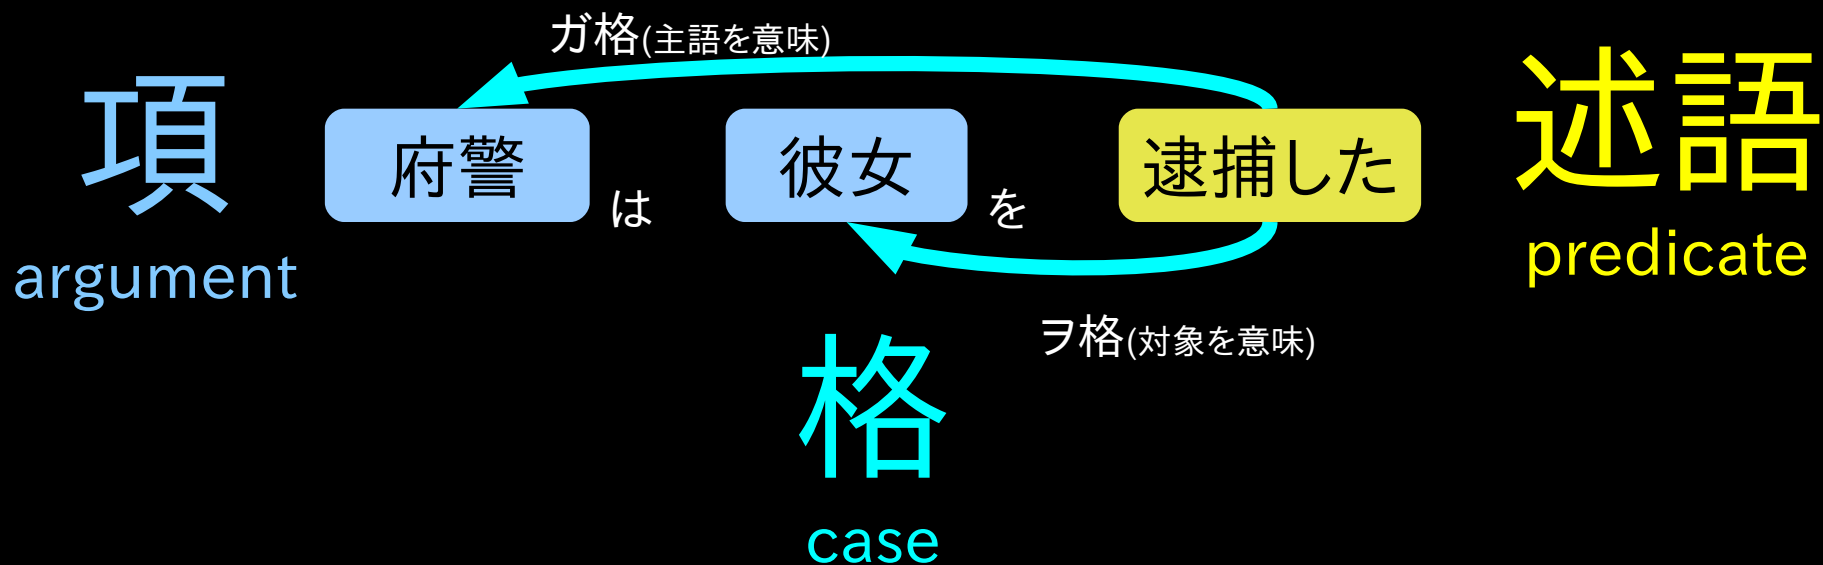 ガ格(主語を意味)
項
argument
府警 は 彼女 を 逮捕した
述語
predicate
ヲ格(対象を意味)
格
case